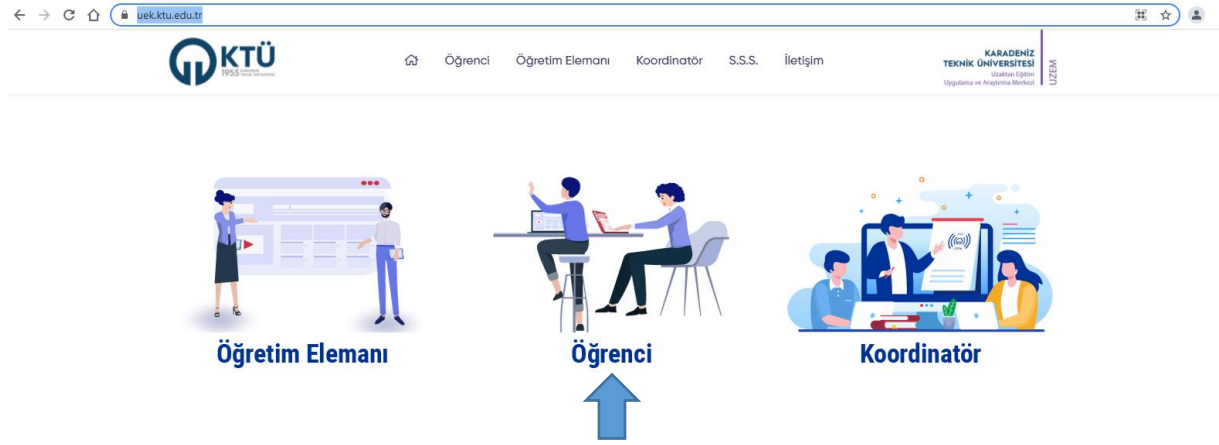 uek.ktu.edu.tr
KTÜ
1955
Öğrenci
Öğretim Elemanı
Koordinatör
S.S.S.
İletişim
KARADENİZ
TEKNİK ÜNİVERSİTESİ
Uzaktan Eğitim
Uygulama ve Araştırma Merkezi
UZEM
Öğretim Elemanı
Öğrenci
Koordinatör